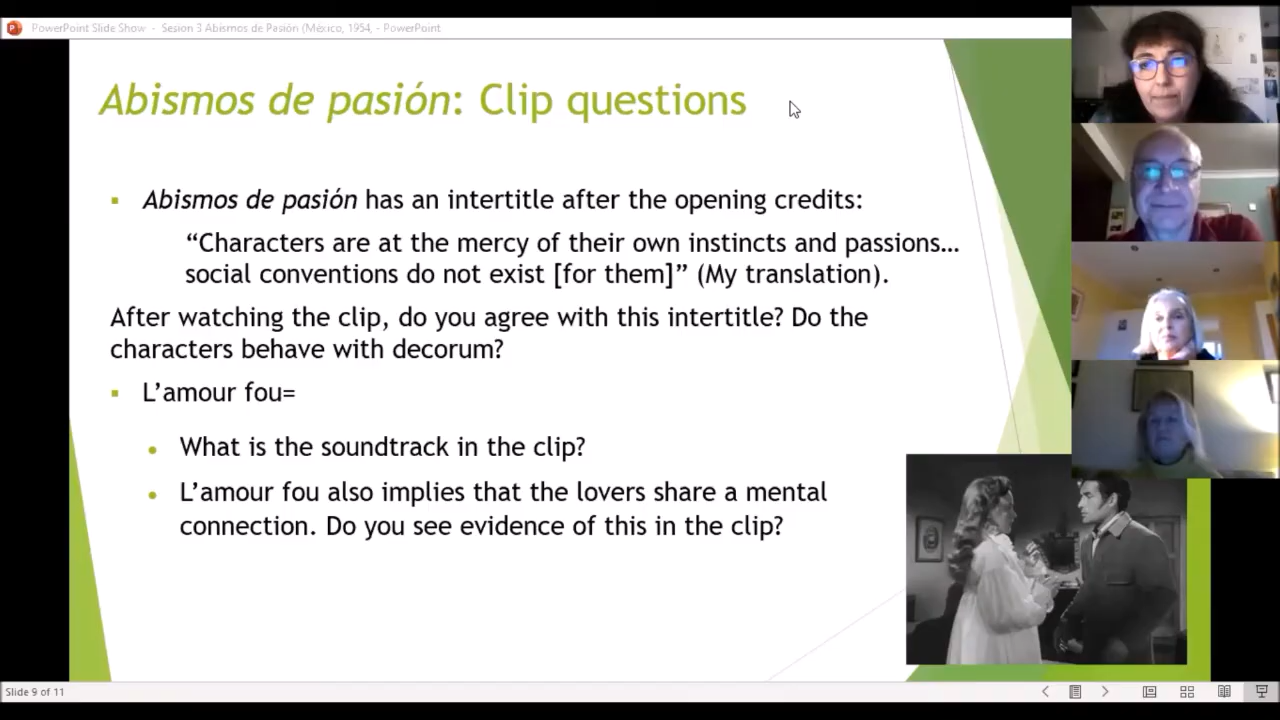 PowerPoint Slide Show - Sesion 3 Abismos de Pasión (México, 1954, - PowerPoint
Abismos de pasión: Clip questions
Abismos de pasión has an intertitle after the opening credits:
“Characters are at the mercy of their own instincts and passions…
social conventions do not exist [for them]” (My translation).
After watching the clip, do you agree with this intertitle? Do the
characters behave with decorum?
L’amour fou=
What is the soundtrack in the clip?
L’amour fou also implies that the lovers share a mental
connection. Do you see evidence of this in the clip?
Slide 9 of 11